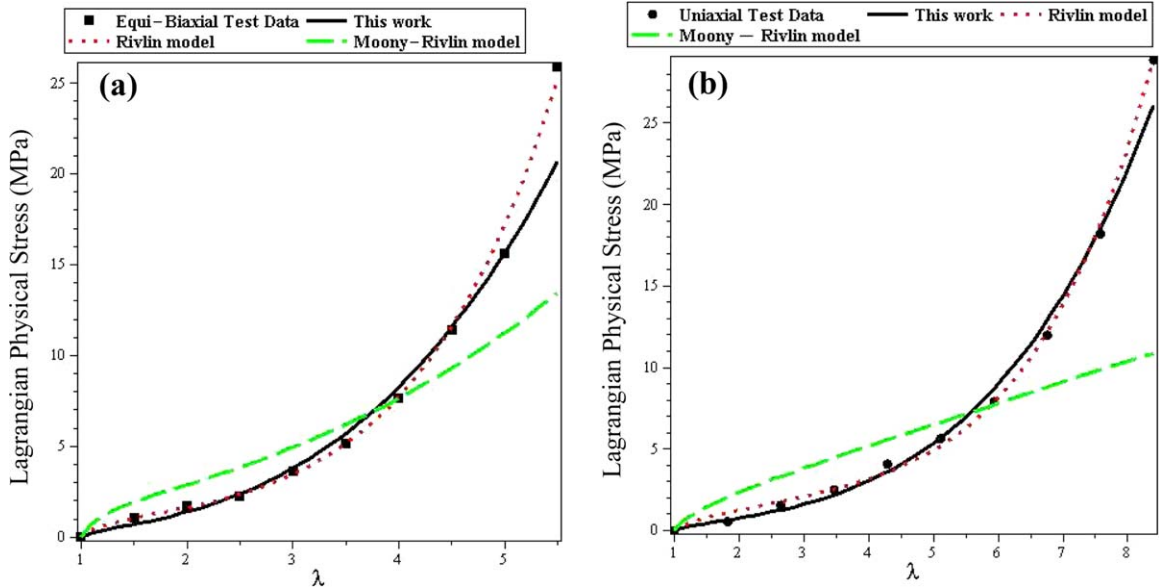 Equi-Biaxial Test Data This work
Rivlin model Moony-Rivlin model
(a)
25
20
15
10
5
0
1 2 3 4 5
λ
Lagrangian Physical Stress (MPa)
Uniaxial Test Data This work Rivlin model
Moony — Rivlin model
(b)
25
20
15
10
5
0
1 2 3 4 5 6 7 8
λ
Lagrangian Physical Stress (MPa)